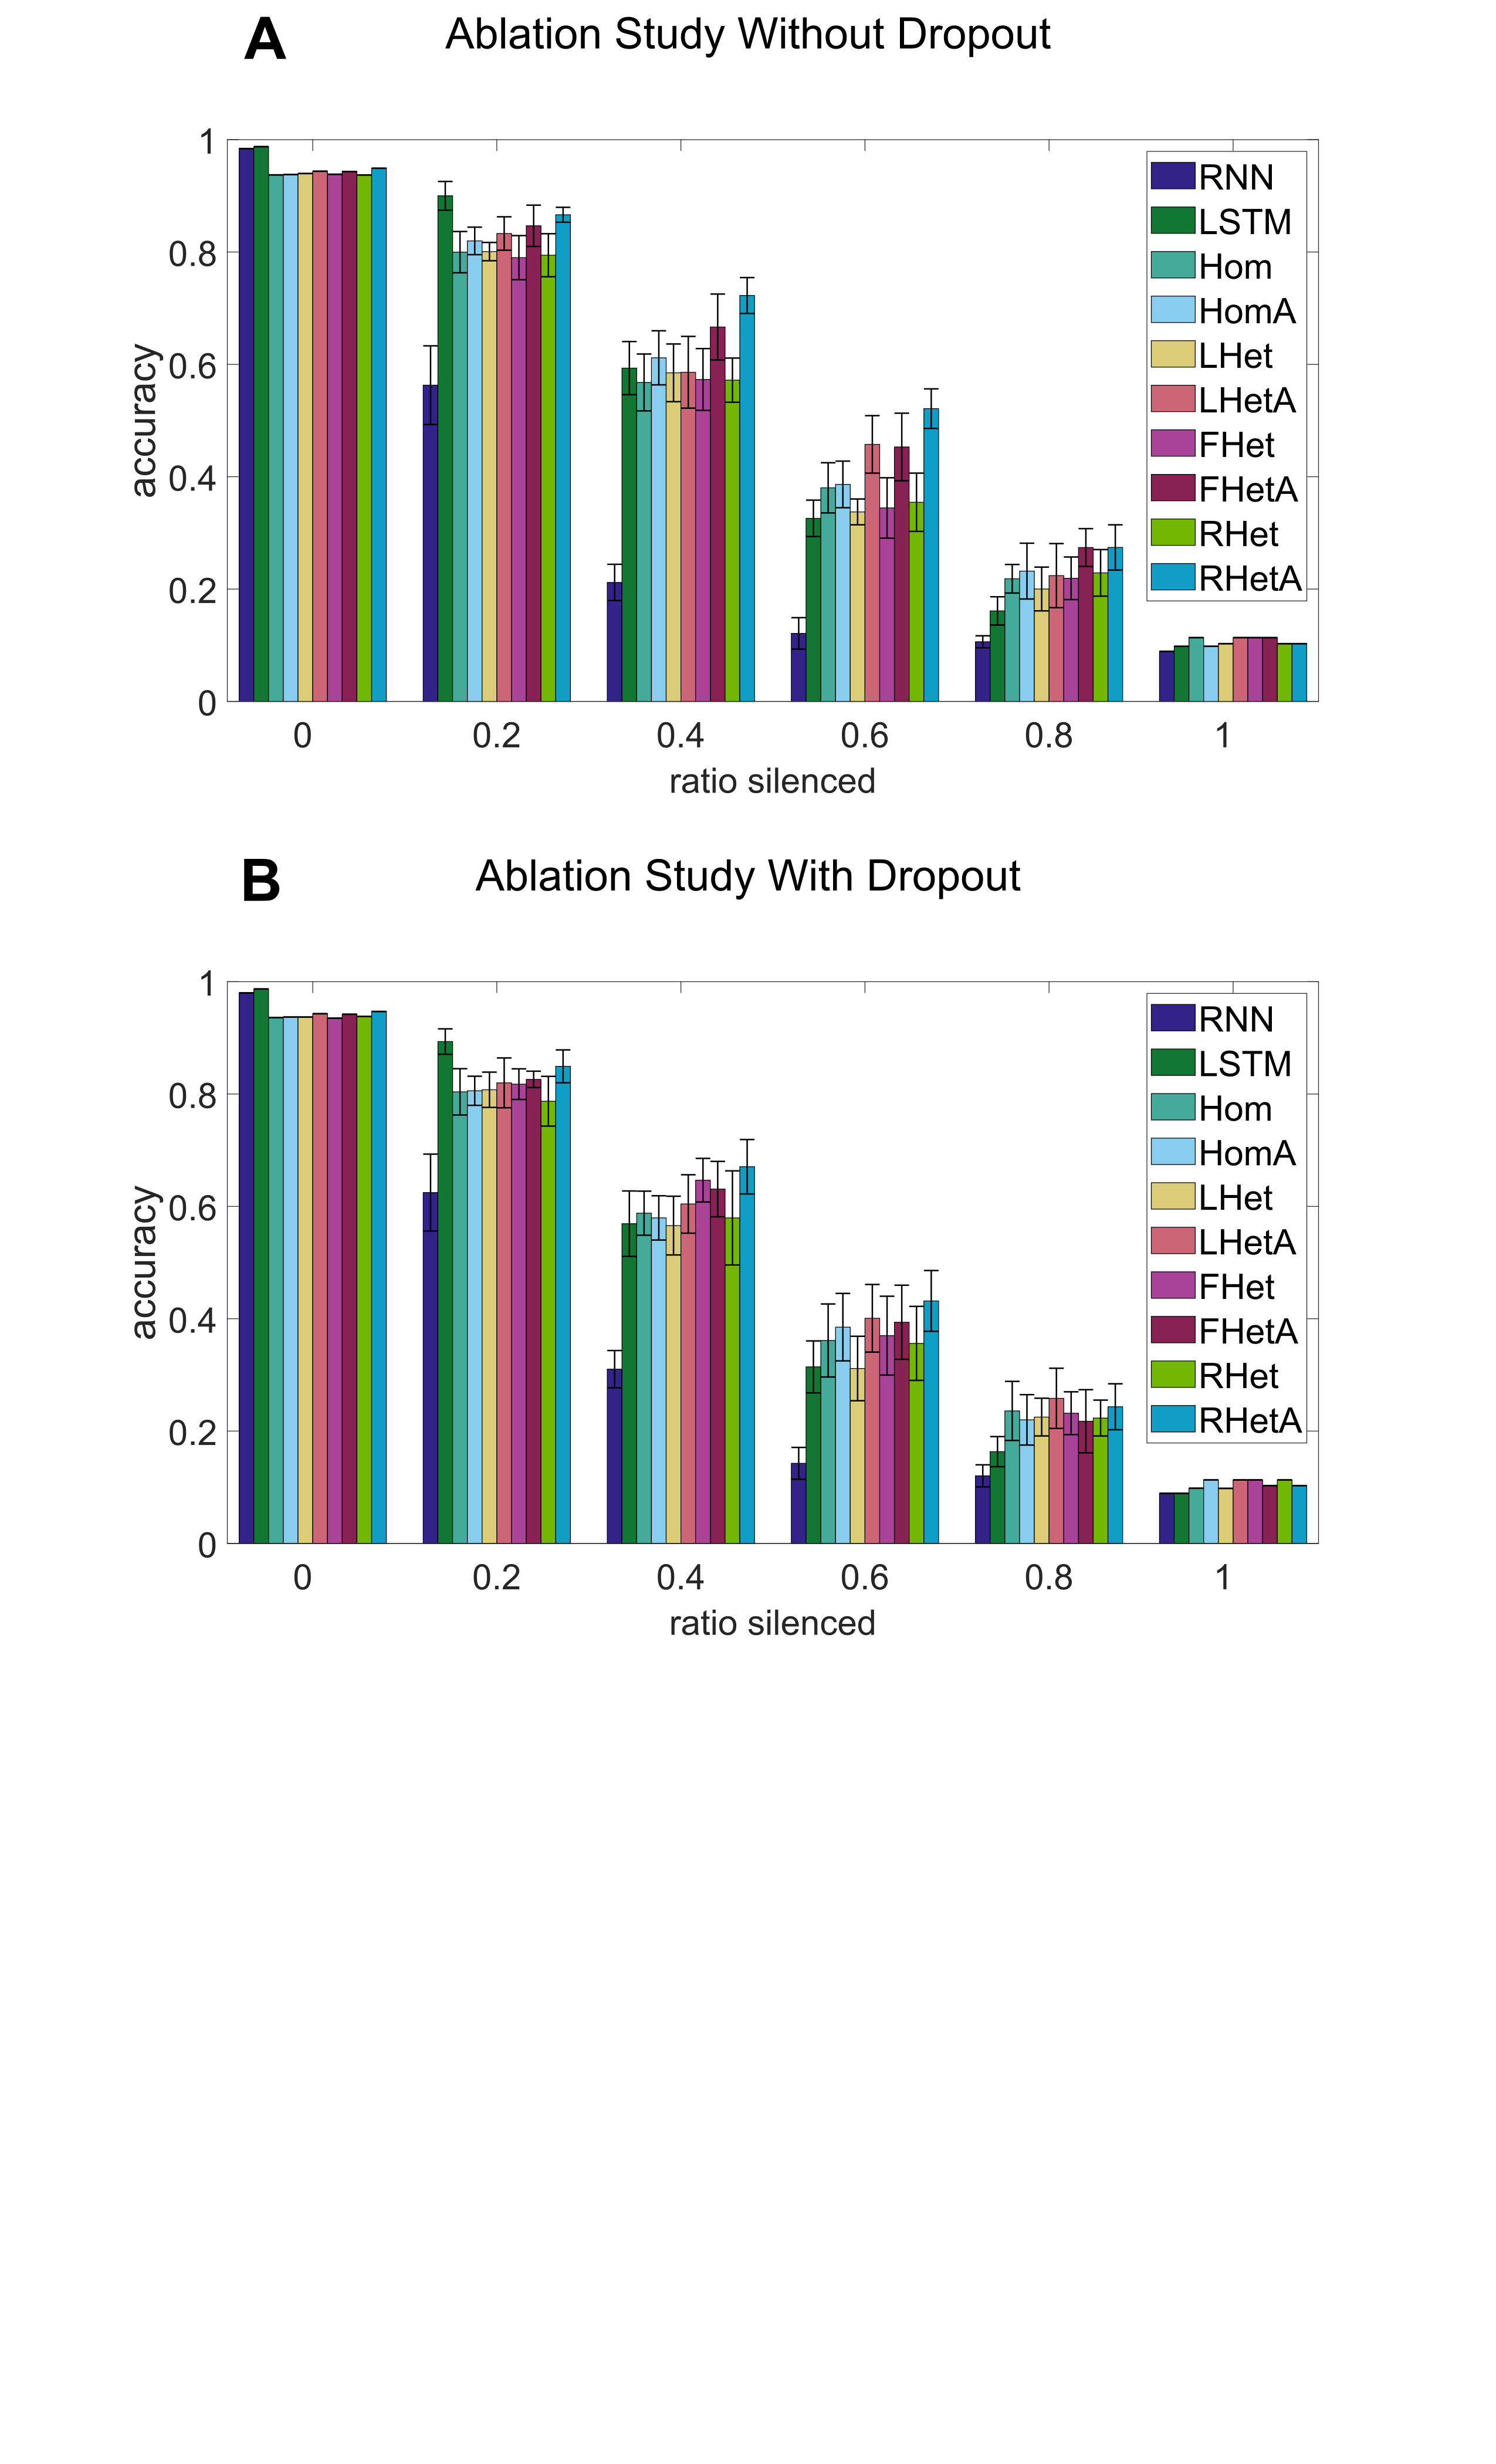 A Ablation Study Without Dropout
1
0.8
0.6
0.4
0.2
0
accuracy
0 0.2 0.4 0.6 0.8 1
ratio silenced
RNN
LSTM
Hom
HomA
LHet
LHetA
FHet
FHetA
RHet
RHetA
B Ablation Study With Dropout
1
0.8
0.6
0.4
0.2
0
accuracy
0 0.2 0.4 0.6 0.8 1
ratio silenced
RNN
LSTM
Hom
HomA
LHet
LHetA
FHet
FHetA
RHet
RHetA